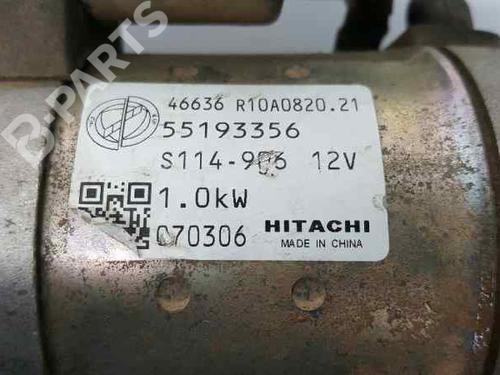 46636 R10A0820.21
55193356
12V
1.0kW
070306 HITACHI
MADE IN CHINA
B-PARTS